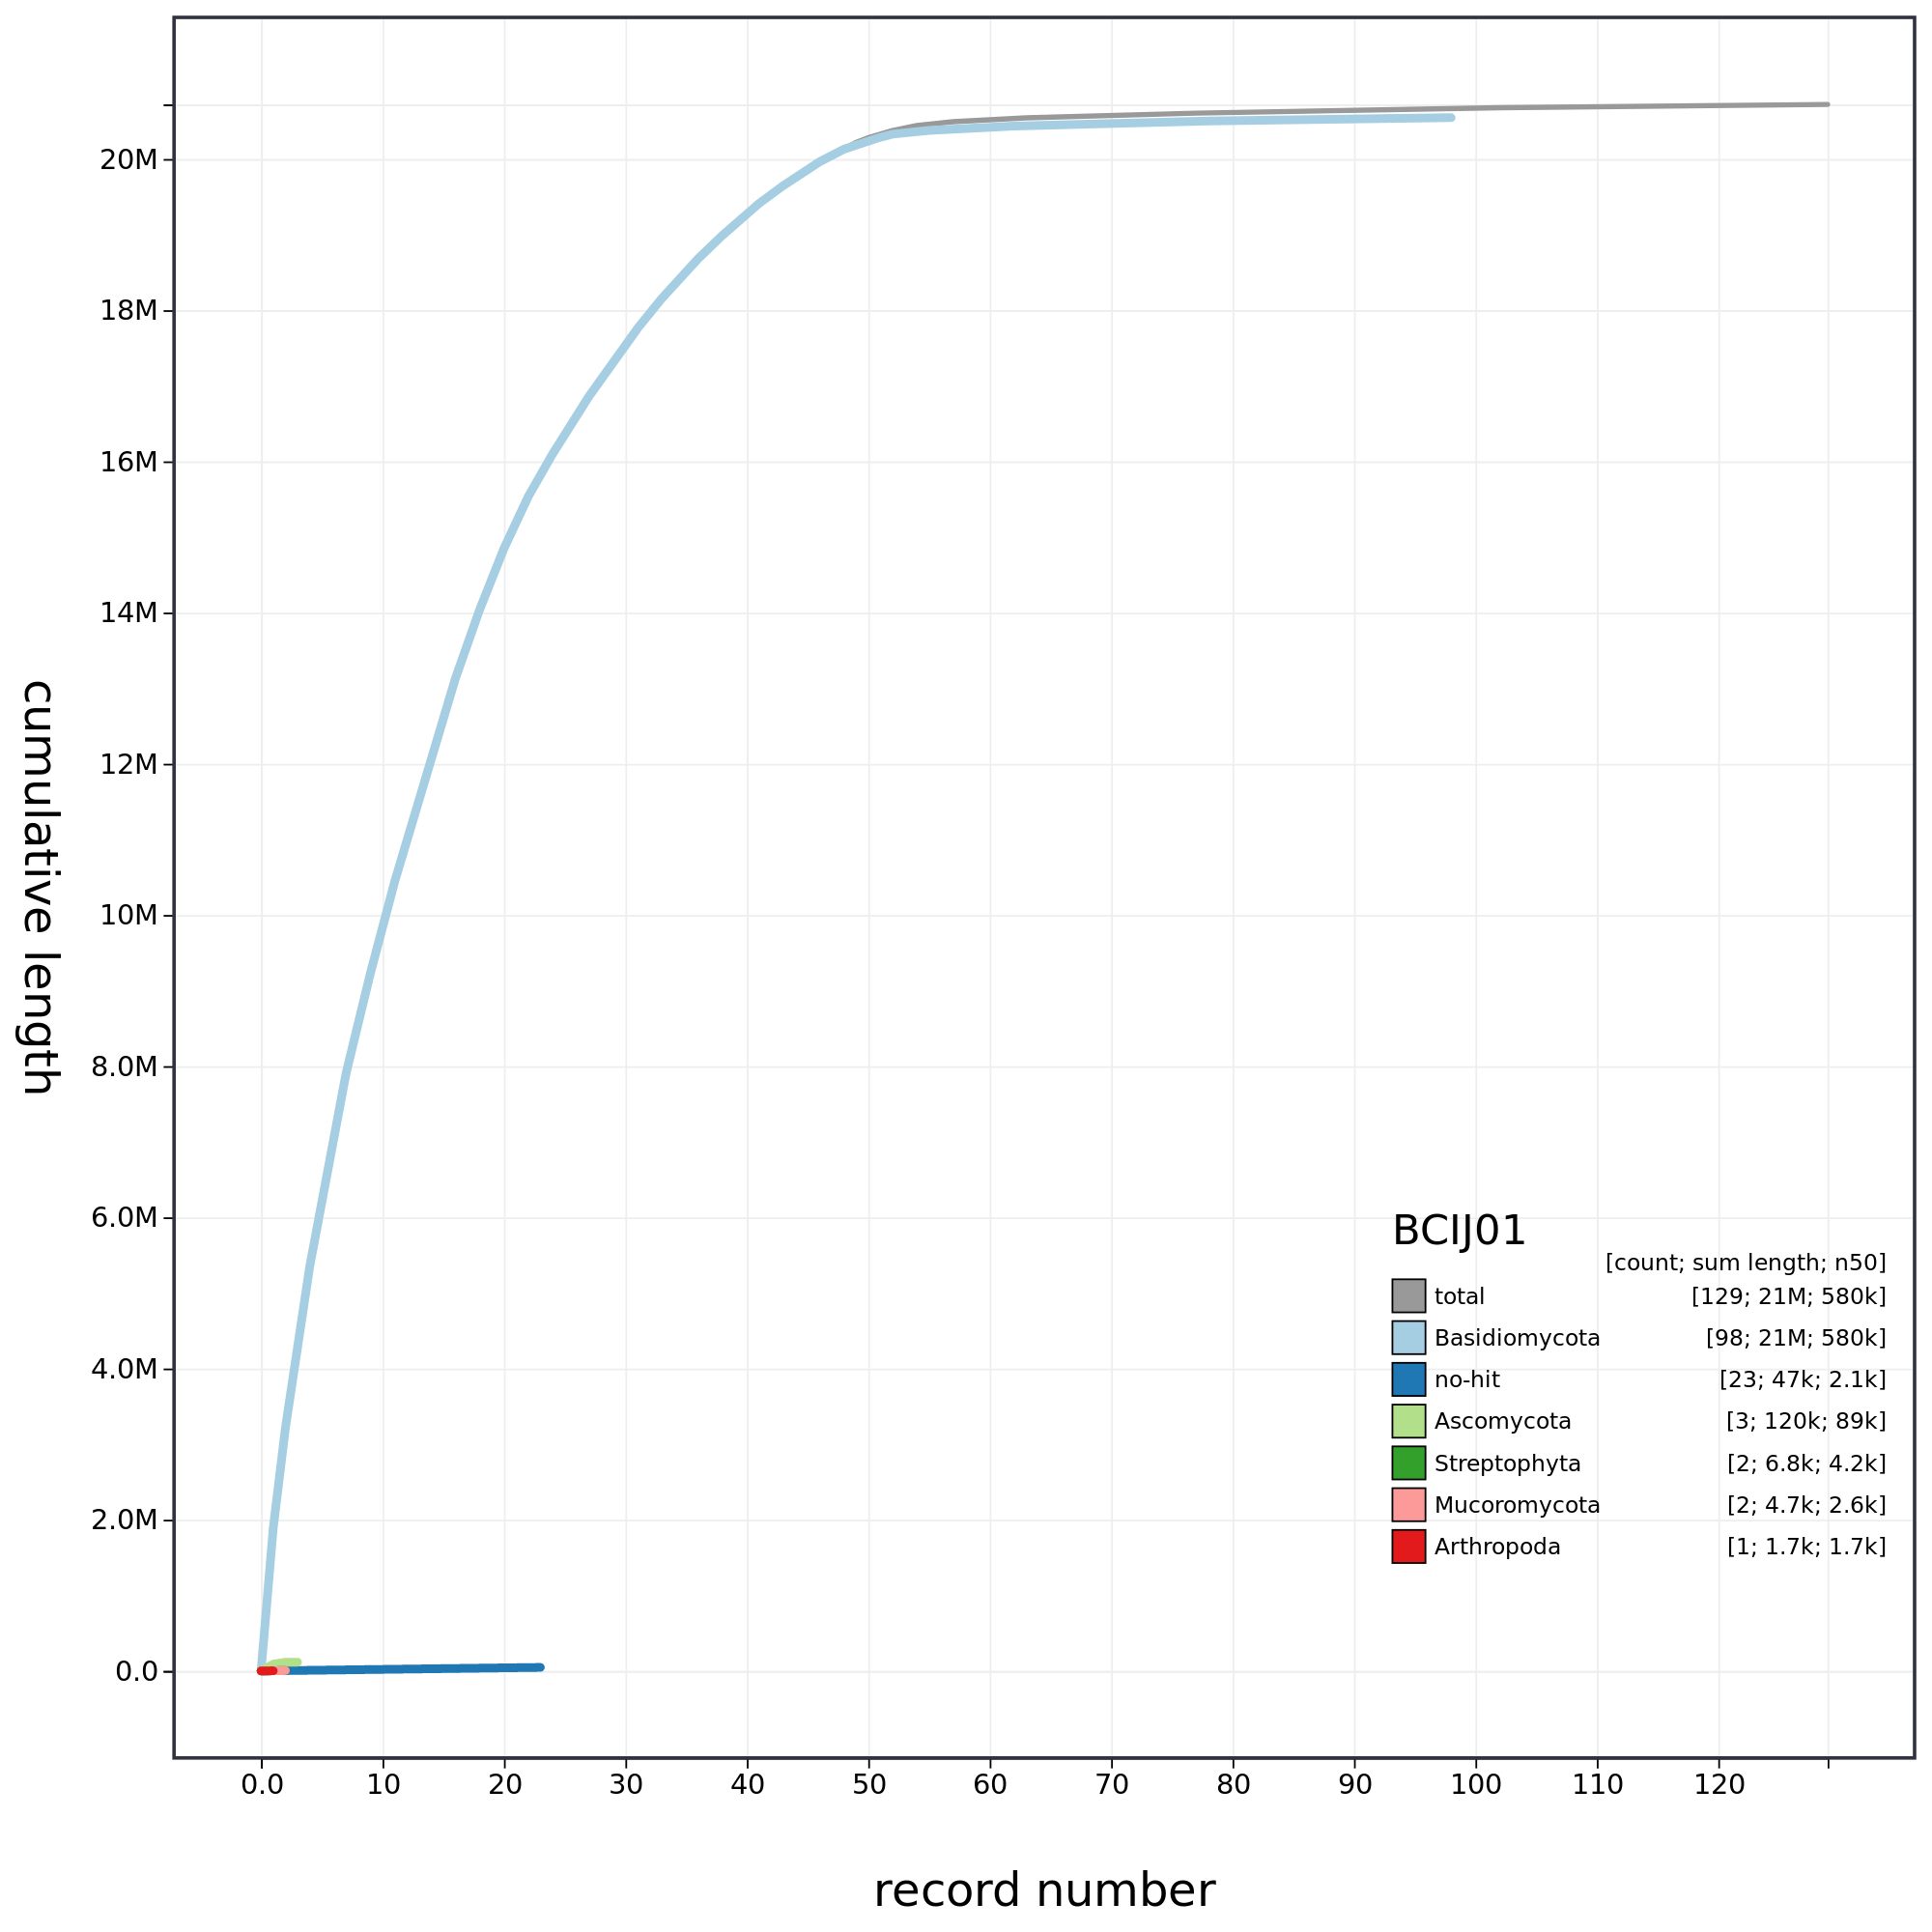 cumulative length
20M
18M
16M
14M
12M
10M
8.0M
6.0M
4.0M
2.0M
0.0
BCIJ01
[count; sum length; n50]
total [129; 21M; 580k]
Basidiomycota [98; 21M; 580k]
no-hit [23; 47k; 2.1k]
Ascomycota [3; 120k; 89k]
Streptophyta [2; 6.8k; 4.2k]
Mucoromycota [2; 4.7k; 2.6k]
Arthropoda [1; 1.7k; 1.7k]
0.0 10 20 30 40 50 60 70 80 90 100 110 120
record number